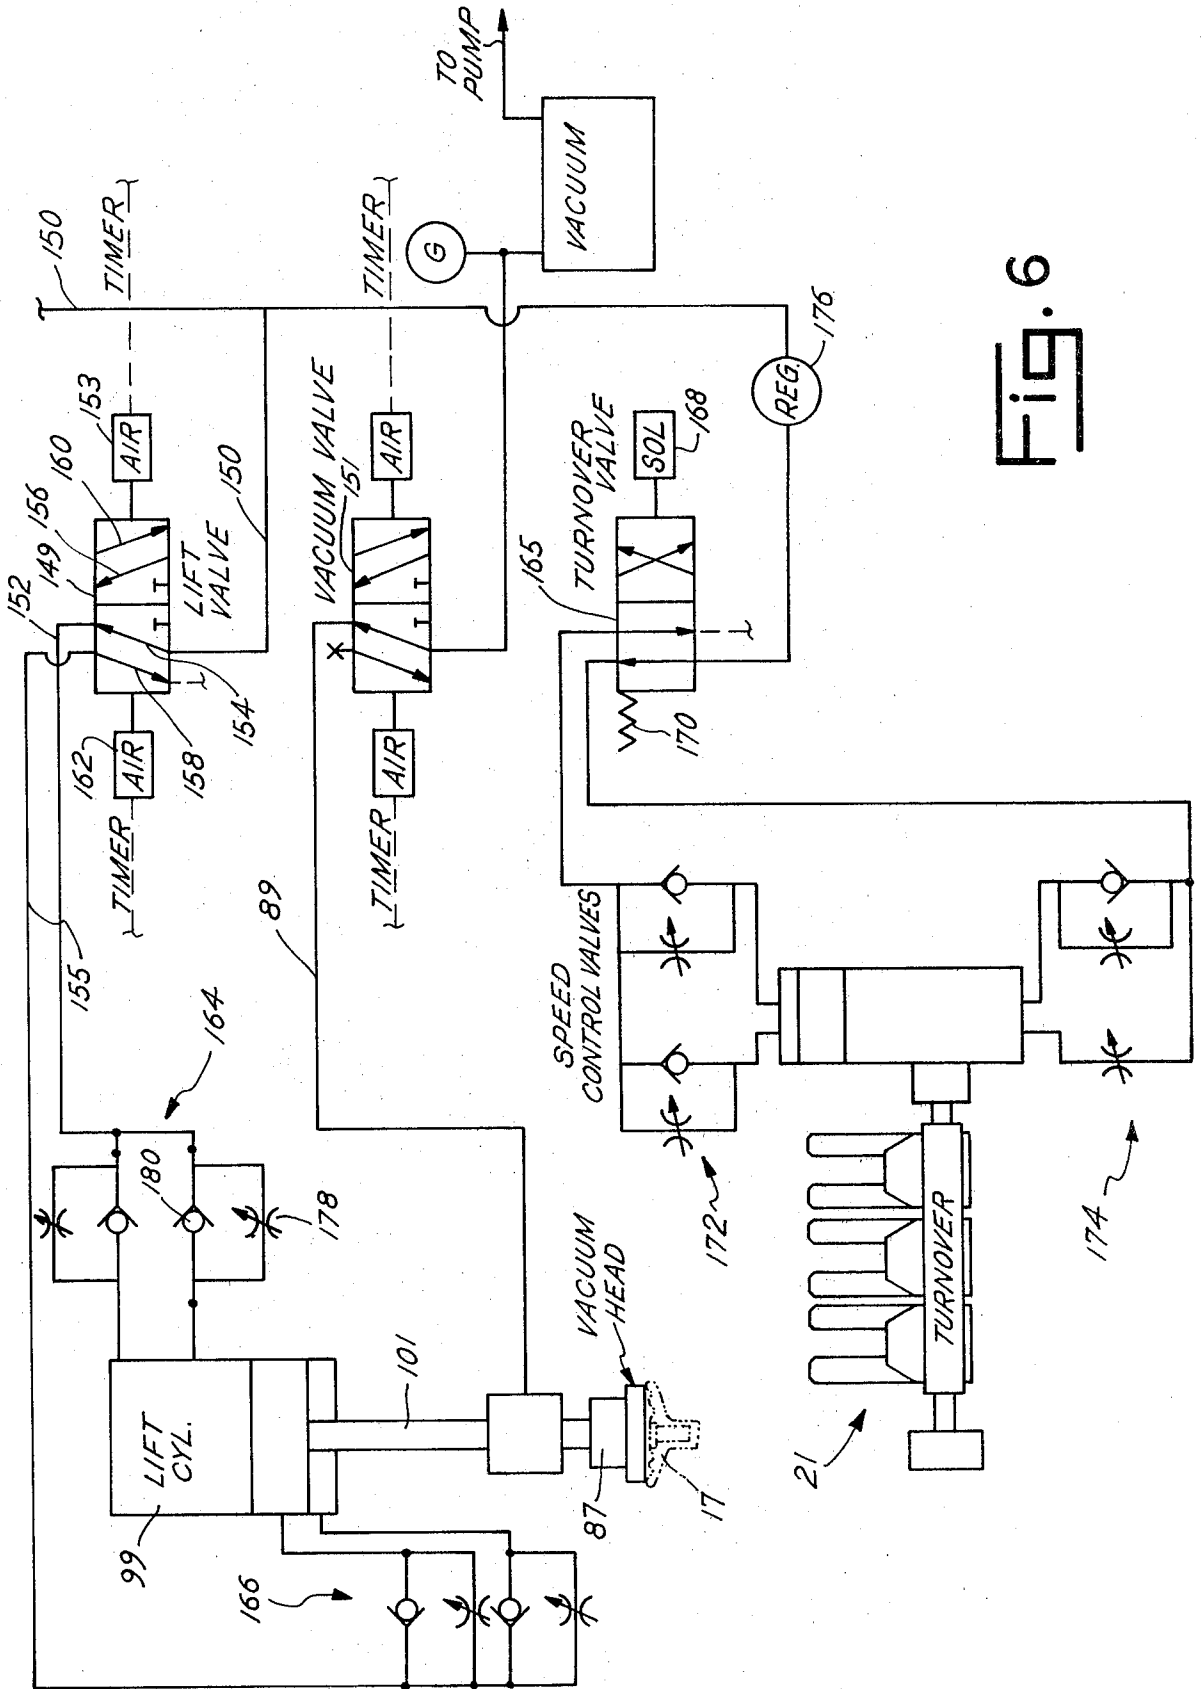 155
152
149
156
160
153
150
TIMER
AIR
162
AIR
TIMER
158
154
LIFT
VALVE
150
164
180
178
LIFT
CYL.
99
166
101
89
VACUUM VALVE
151
AIR
TIMER
AIR
TIMER
G
TO
PUMP
VACUUM
87
17
VACUUM
HEAD
SPEED
CONTROL VALVES
172
174
TURNOVER
21
165
TURNOVER
VALVE
SOL
168
170
REG.
176
Fig. 6